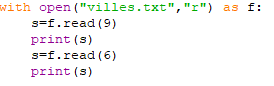 with open("villes.txt","r") as f:
    s=f.read(9)
    print(s)
    s=f.read(6)
    print(s)